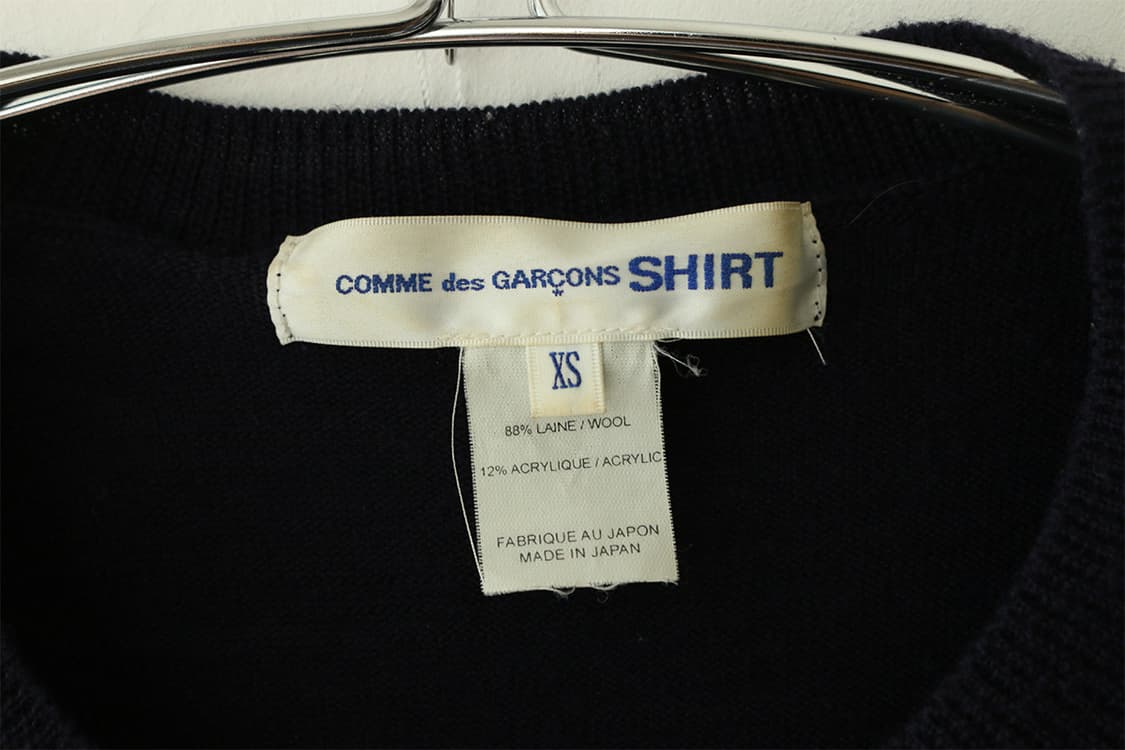 COMME des GARÇONS SHIRT
XS
88% LAINE / WOOL
12% ACRYLIQUE / ACRYLIC
FABRIQUE AU JAPON
MADE IN JAPAN